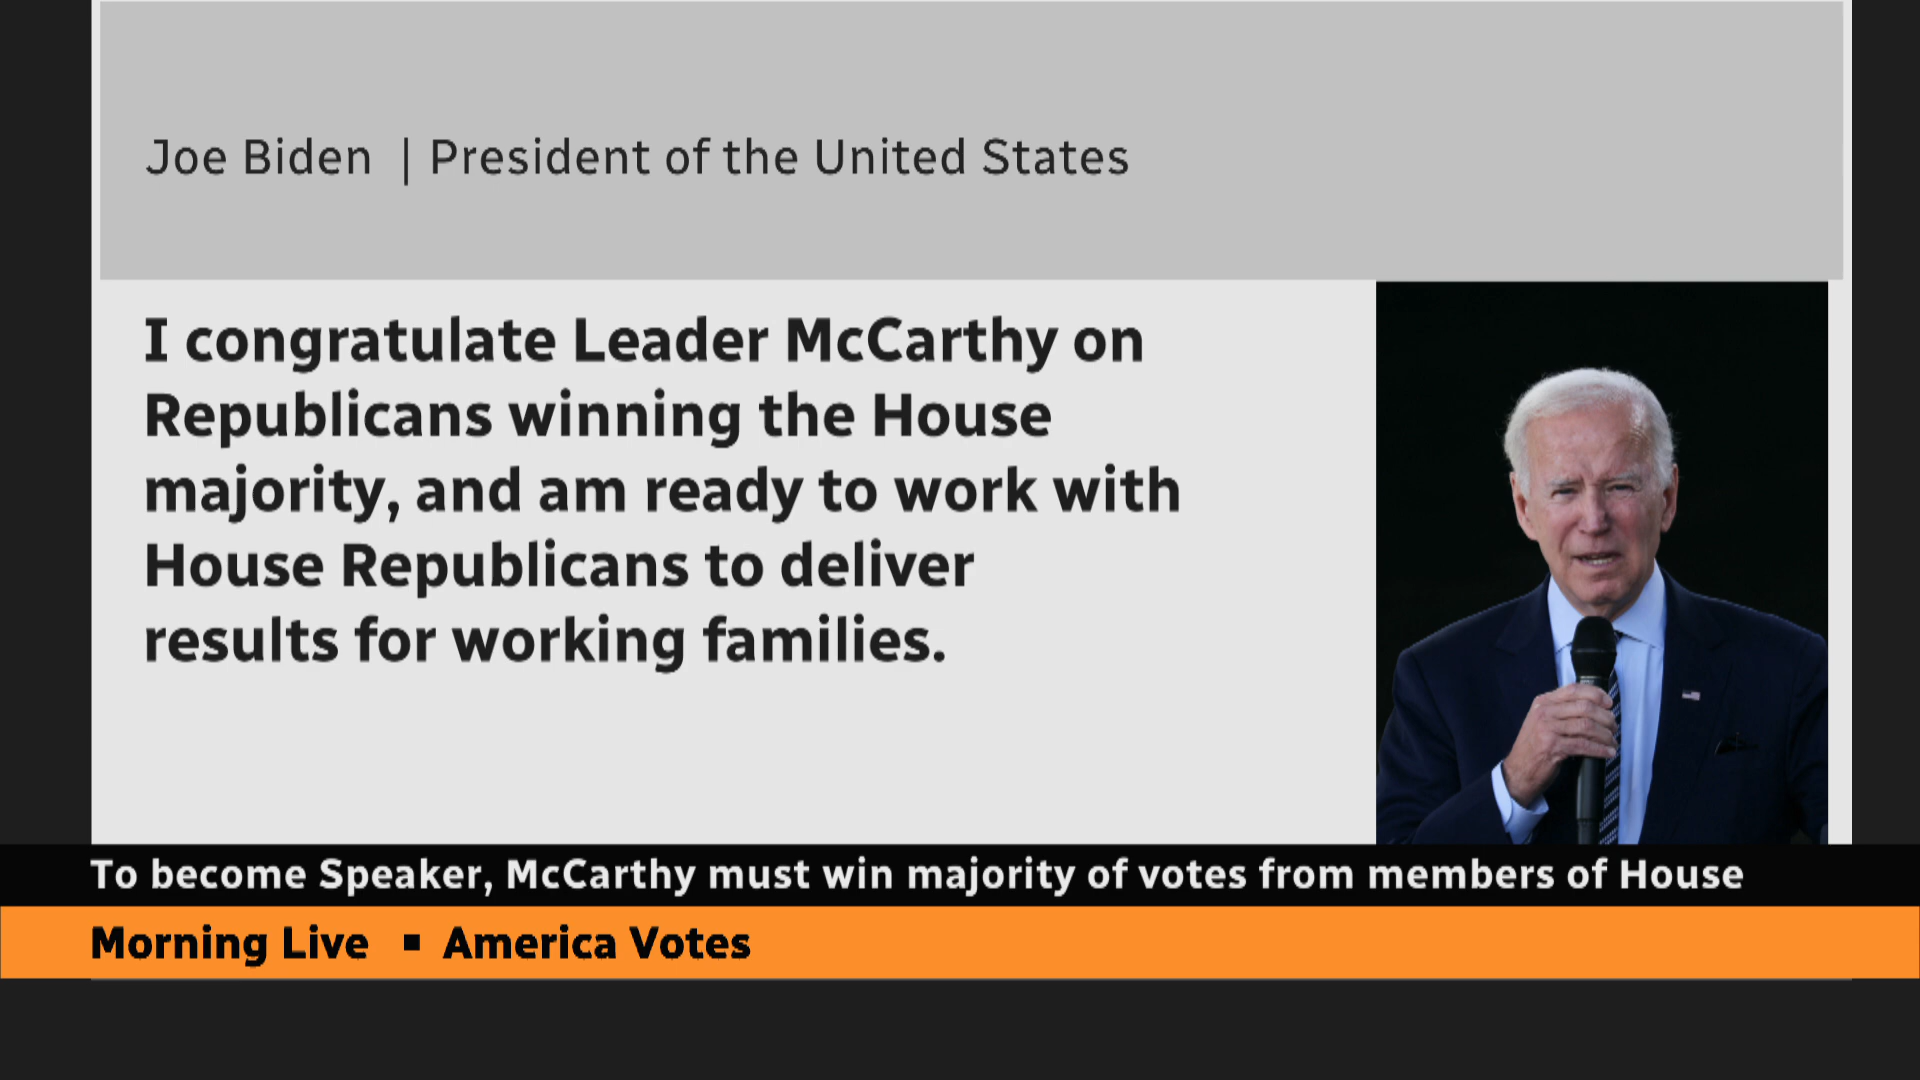 Joe Biden | President of the United States
I congratulate Leader McCarthy on
Republicans winning the House
majority, and am ready to work with
House Republicans to deliver
results for working families.
To become Speaker, McCarthy must win majority of votes from members of House
Morning Live ▪ America Votes